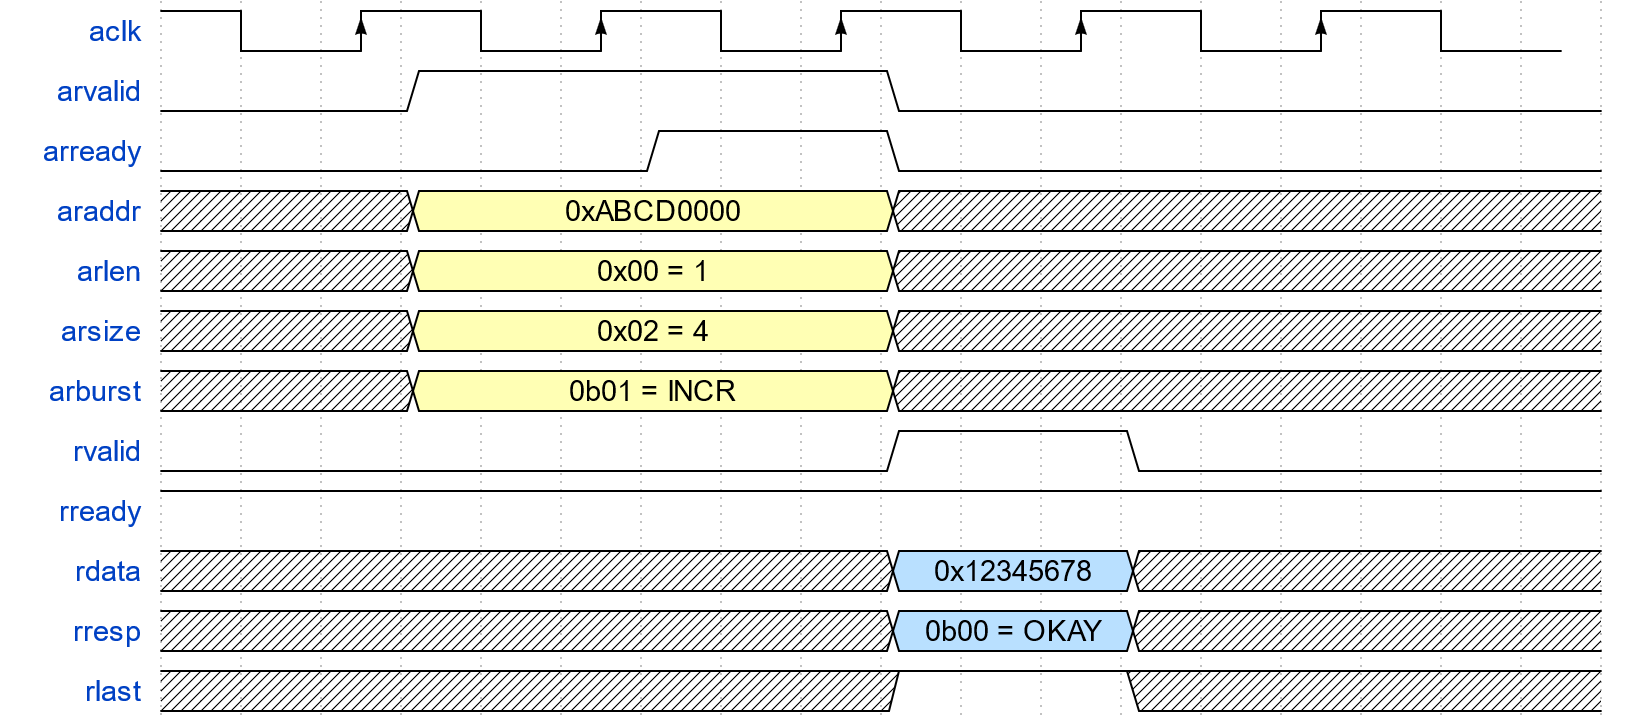 aclk
arvalid
arready
araddr 0xABCD0000
arlen 0x00 = 1
arsize 0x02 = 4
arburst 0b01 = INCR
rvalid
rready
rdata 0x12345678
rresp 0b00 = OKAY
rlast